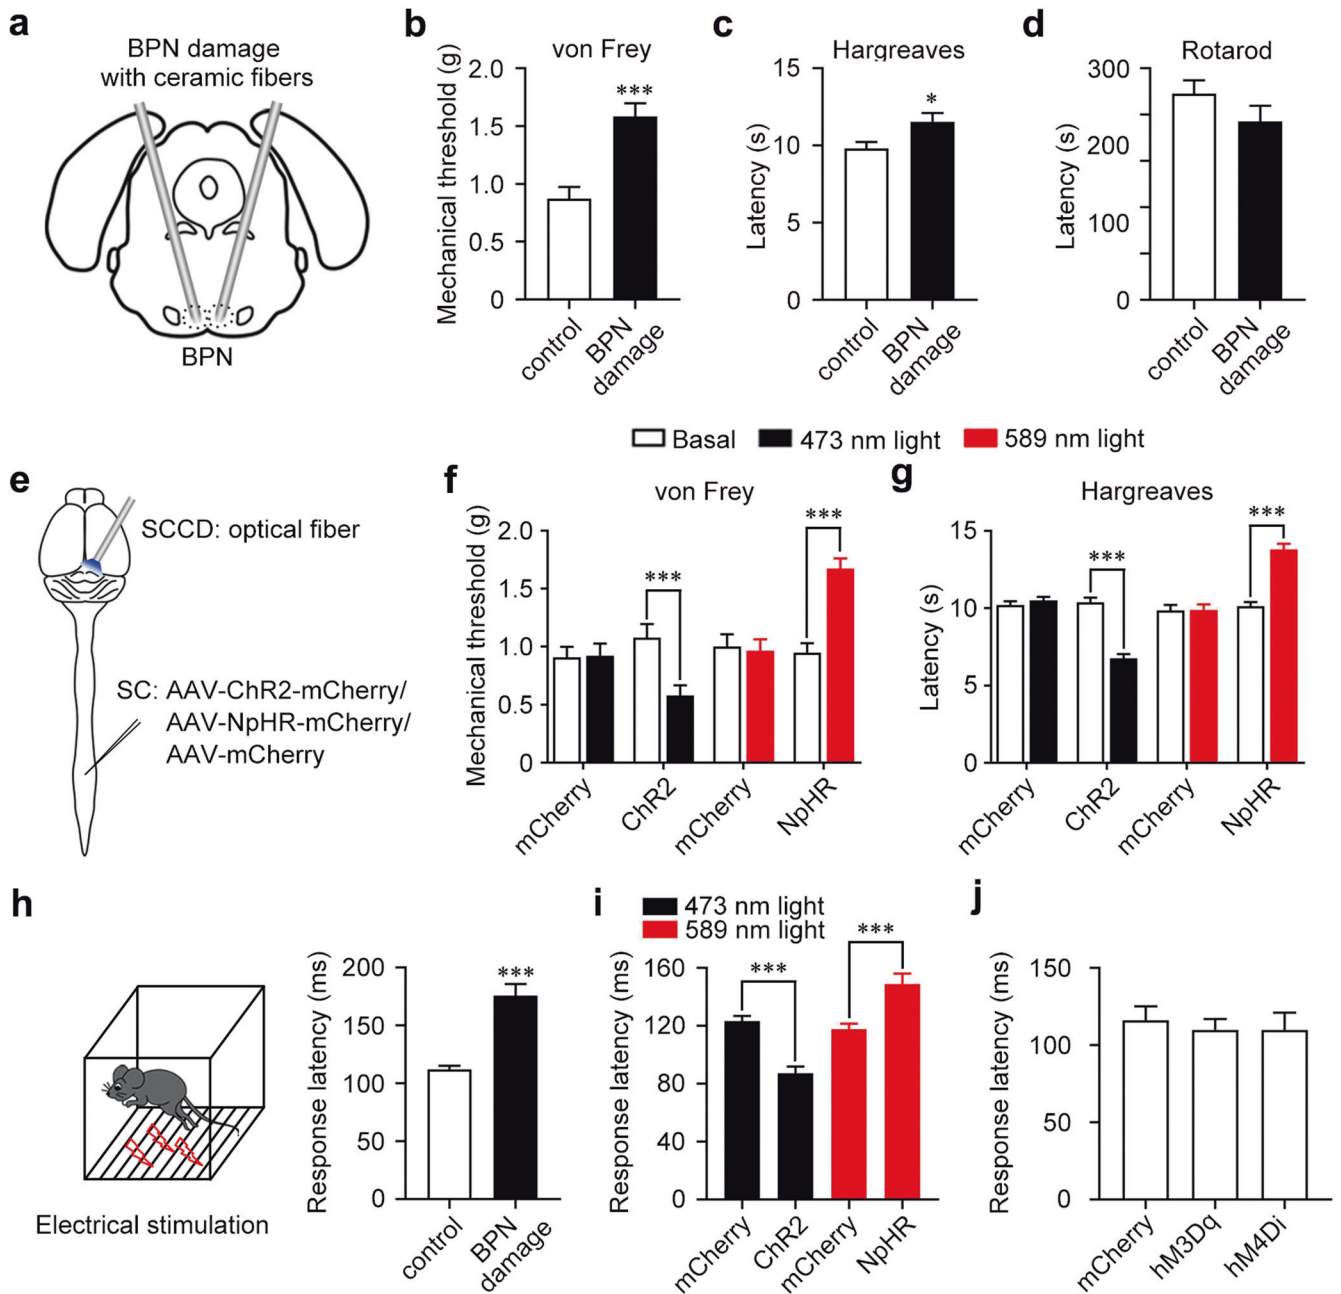 a
BPN damage
with ceramic fibers
BPN
b
von Frey
Mechanical threshold (g)
2.0
1.5
1.0
0.5
0
***
control
BPN
damage
c
Hargreaves
Latency (s)
15
10
5
0
*
control
BPN
damage
d
Rotarod
Latency (s)
300
200
100
0
control
BPN
damage
Basal
473 nm light
589 nm light
e
SCCD: optical fiber
SC: AAV-ChR2-mCherry/
AAV-NpHR-mCherry/
AAV-mCherry
f
von Frey
Mechanical threshold (g)
2.0
1.5
1.0
0.5
0
***
***
mCherry
ChR2
mCherry
NpHR
g
Hargreaves
Latency (s)
15
10
5
0
***
***
mCherry
ChR2
mCherry
NpHR
h
Electrical stimulation
Response latency (ms)
200
150
100
50
0
***
control
BPN
damage
i
473 nm light
589 nm light
Response latency (ms)
160
120
80
40
0
***
***
mCherry
ChR2
mCherry
NpHR
j
Response latency (ms)
150
100
50
0
mCherry
hM3Dq
hM4Di